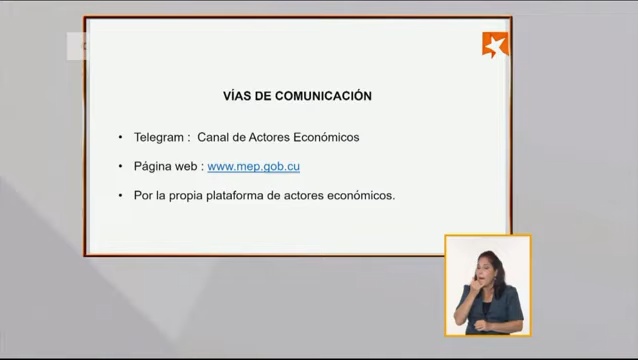 VÍAS DE COMUNICACIÓN
• Telegram : Canal de Actores Económicos
• Página web : www.mep.gob.cu
• Por la propia plataforma de actores económicos.